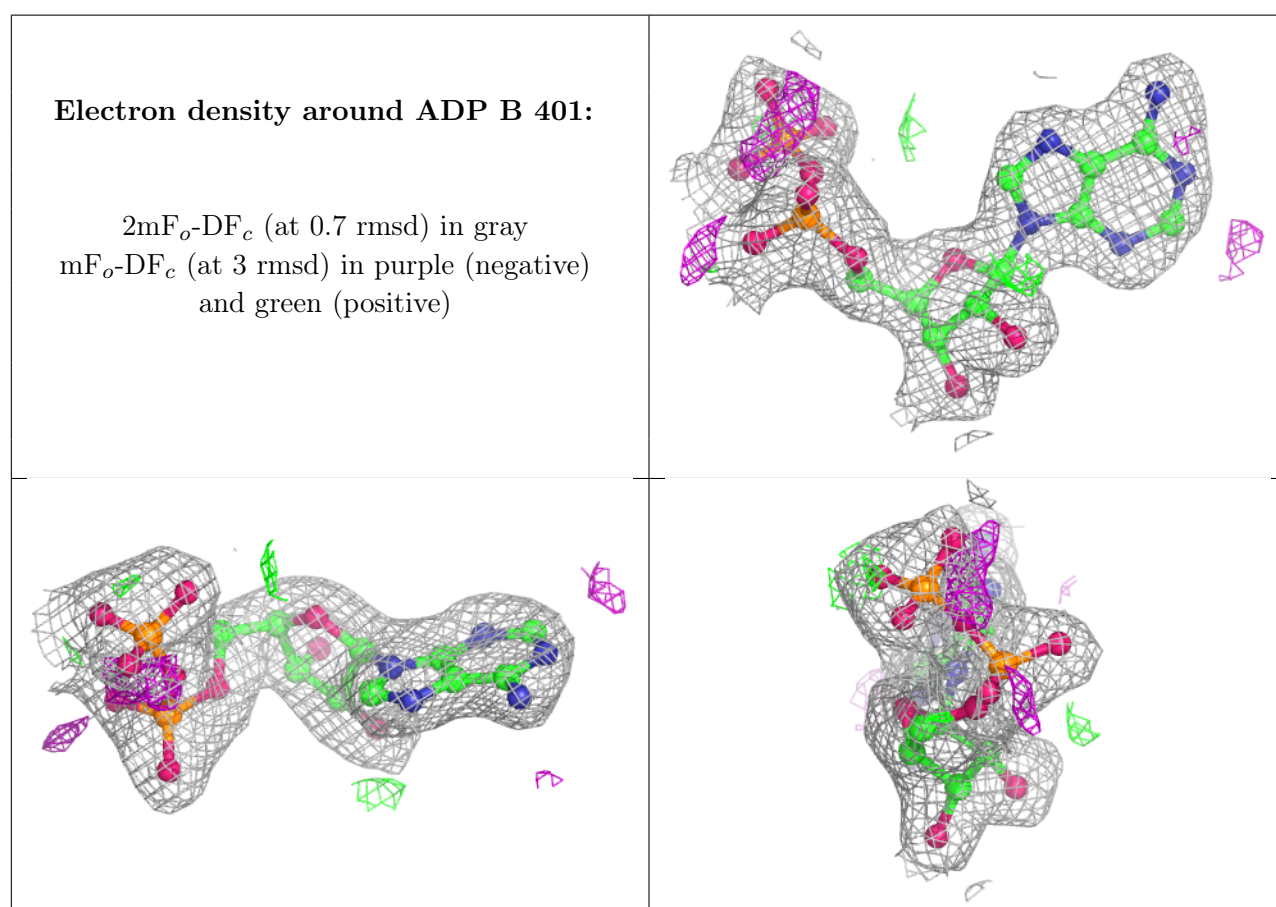 Electron density around ADP B 401:
2mFo-DFc (at 0.7 rmsd) in gray
mFo-DFc (at 3 rmsd) in purple (negative)
and green (positive)